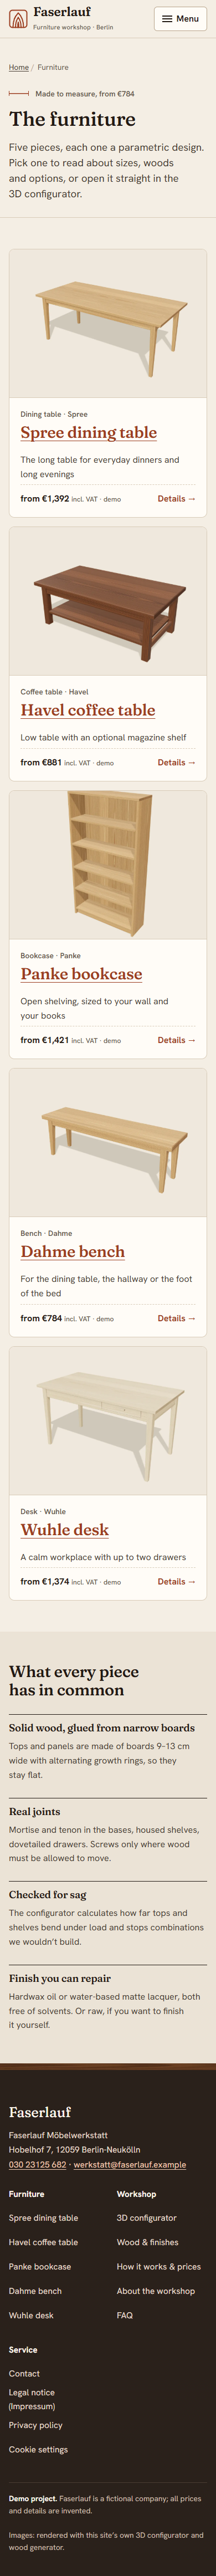 Faserlauf
Furniture workshop · Berlin
Menu
Home / Furniture
Made to measure, from €784
The furniture
Five pieces, each one a parametric design.
Pick one to read about sizes, woods
and options, or open it straight in the
3D configurator.
Dining table · Spree
Spree dining table
The long table for everyday dinners and
long evenings
from €1,392 incl. VAT · demo
Details →
Coffee table · Havel
Havel coffee table
Low table with an optional magazine shelf
from €881 incl. VAT · demo
Details →
Bookcase · Panke
Panke bookcase
Open shelving, sized to your wall and
your books
from €1,421 incl. VAT · demo
Details →
Bench · Dahme
Dahme bench
For the dining table, the hallway or the foot
of the bed
from €784 incl. VAT · demo
Details →
Desk · Wuhle
Wuhle desk
A calm workplace with up to two drawers
from €1,374 incl. VAT · demo
Details →
What every piece
has in common
Solid wood, glued from narrow boards
Tops and panels are made of boards 9–13 cm
wide with alternating growth rings, so they
stay flat.
Real joints
Mortise and tenon in the bases, housed shelves,
dovetailed drawers. Screws only where wood
must be allowed to move.
Checked for sag
The configurator calculates how far tops and
shelves bend under load and stops combinations
we wouldn’t build.
Finish you can repair
Hardwax oil or water-based matte lacquer, both
free of solvents. Or raw, if you want to finish
it yourself.
Faserlauf
Faserlauf Möbelwerkstatt
Hobelhof 7, 12059 Berlin-Neukölln
030 23125 682 · werkstatt@faserlauf.example
Furniture
Spree dining table
Havel coffee table
Panke bookcase
Dahme bench
Wuhle desk
Workshop
3D configurator
Wood & finishes
How it works & prices
About the workshop
FAQ
Service
Contact
Legal notice
(Impressum)
Privacy policy
Cookie settings
Demo project. Faserlauf is a fictional company; all prices
and details are invented.
Images: rendered with this site’s own 3D configurator and
wood generator.